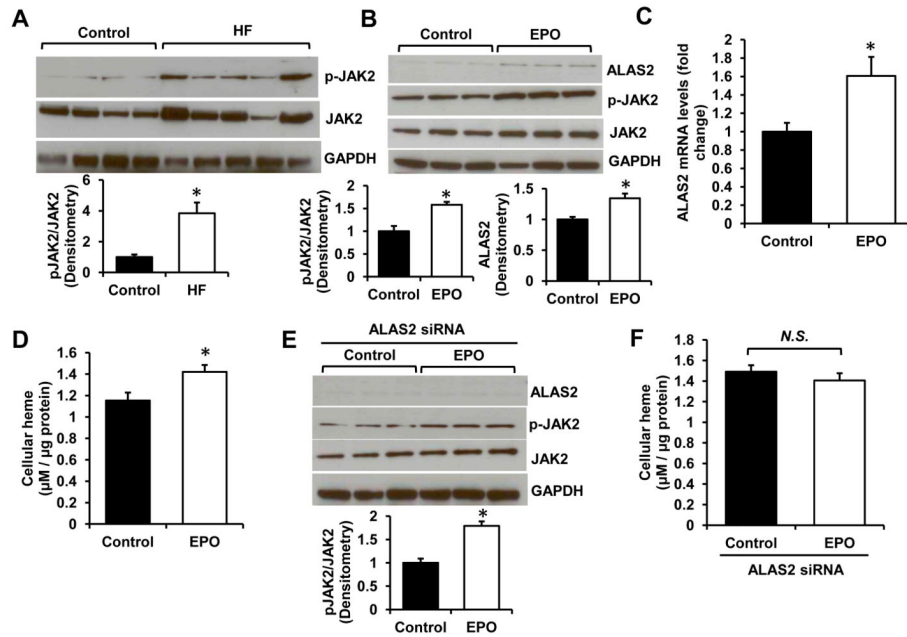 A
Control
HF
p-JAK2
JAK2
GAPDH
pJAK2/JAK2
(Densitometry)
6
4
2
0
*
Control
HF
B
Control
EPO
ALAS2
p-JAK2
JAK2
GAPDH
pJAK2/JAK2
(Densitometry)
2
1.5
1
0.5
0
*
Control
EPO
ALAS2
(Densitometry)
1.5
1
0.5
0
*
Control
EPO
C
ALAS2 mRNA levels (fold
change)
2
1.8
1.6
1.4
1.2
1
0.8
0.6
0.4
0.2
0
*
Control
EPO
D
Cellular heme
(µM / µg protein)
1.6
1.4
1.2
1
0.8
0.6
0.4
0.2
0
*
Control
EPO
E
ALAS2 siRNA
Control
EPO
ALAS2
p-JAK2
JAK2
GAPDH
pJAK2/JAK2
(Densitometry)
2
1.5
1
0.5
0
*
Control
EPO
F
Cellular heme
(µM / µg protein)
1.8
1.6
1.4
1.2
1
0.8
0.6
0.4
0.2
0
N.S.
Control
EPO
ALAS2 siRNA